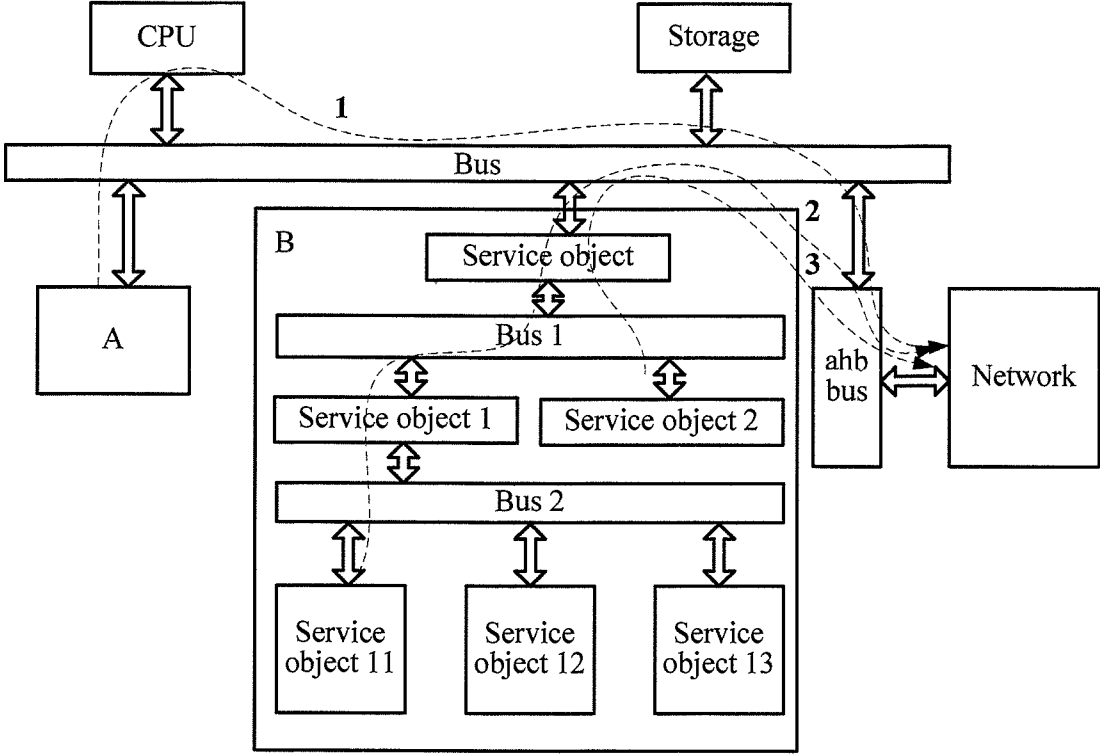 CPU
Storage
1
Bus
2
B
Service object
3
A
Bus 1
ahb
bus
Network
Service object 1
Service object 2
Bus 2
Service
object 11
Service
object 12
Service
object 13